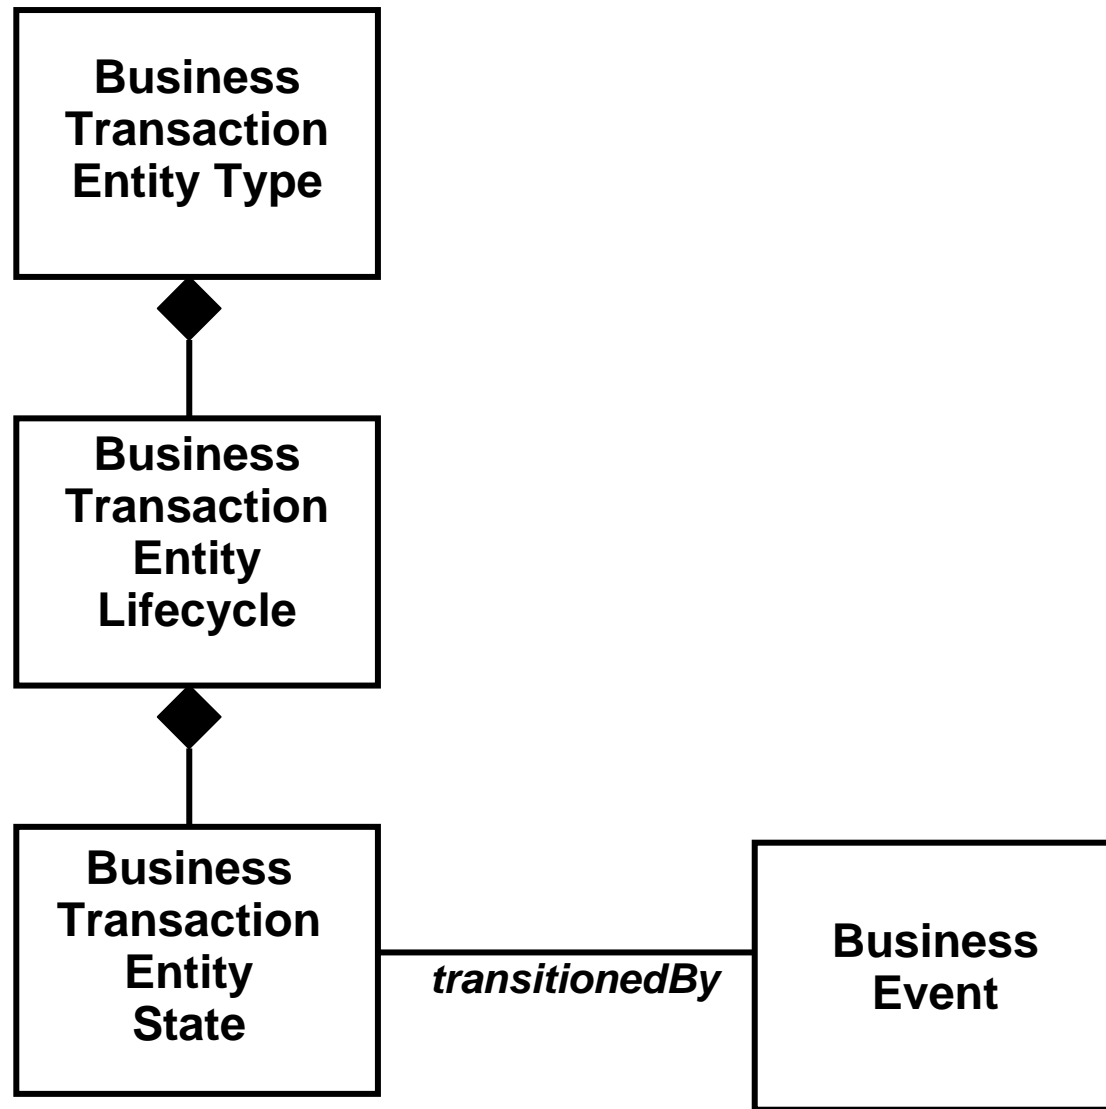 Business
Transaction
Entity Type
Business
Transaction
Entity
Lifecycle
Business
Transaction
Entity
State
transitionedBy
Business
Event